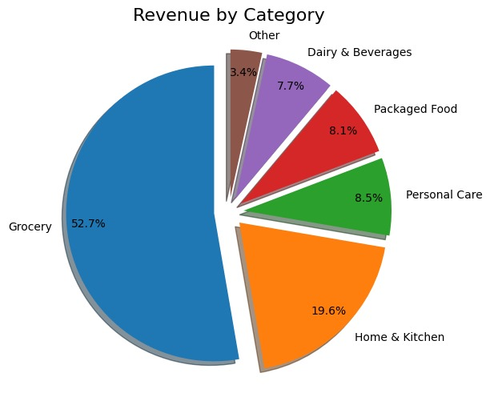 Revenue by Category
Other
3.4%
Dairy & Beverages
7.7%
Packaged Food
8.1%
Personal Care
8.5%
Grocery
52.7%
Home & Kitchen
19.6%